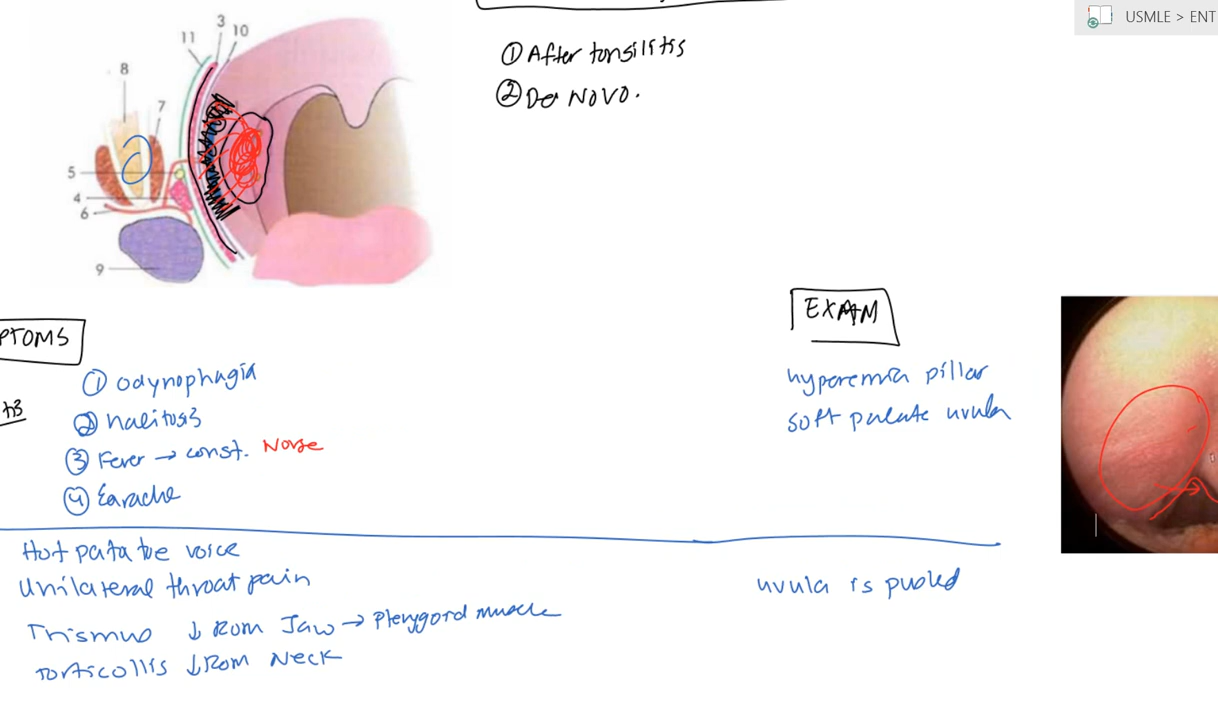 USMLE > ENT
3
10
11
8
7
5
4
6
9
① After tonsilitis
② De Novo.
PTOMS
① odynophagia
② halitosis
③ Fever → const. Nose
④ Earache
EXAM
hyperemia pillar
soft palate uvula
Hot patatoe voice
Unilateral throat pain
Trismus ↓ ROM Jaw → Pterygoid muscle
Torticollis ↓ ROM Neck
uvula is pushed